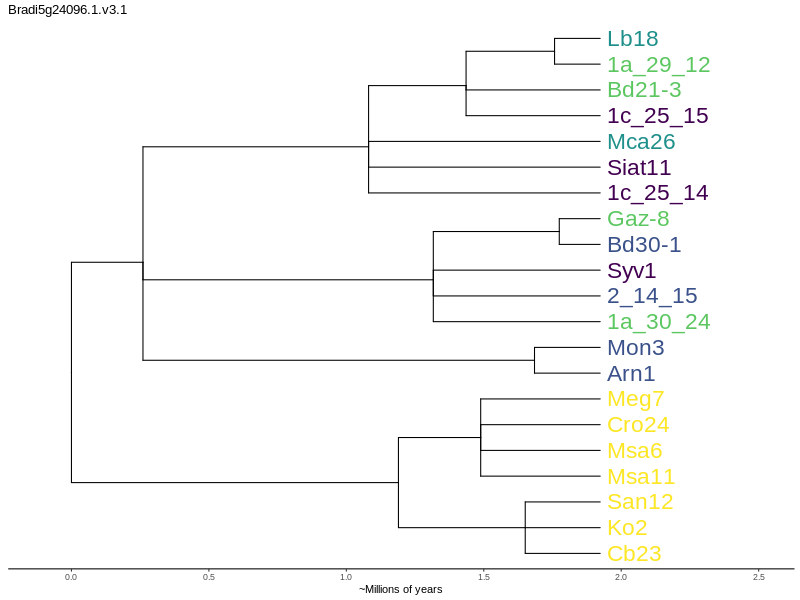 Bradi5g24096.1.v3.1
Lb18
1a_29_12
Bd21-3
1c_25_15
Mca26
Siat11
1c_25_14
Gaz-8
Bd30-1
Syv1
2_14_15
1a_30_24
Mon3
Arn1
Meg7
Cro24
Msa6
Msa11
San12
Ko2
Cb23
0.0 0.5 1.0 1.5 2.0 2.5
~Millions of years